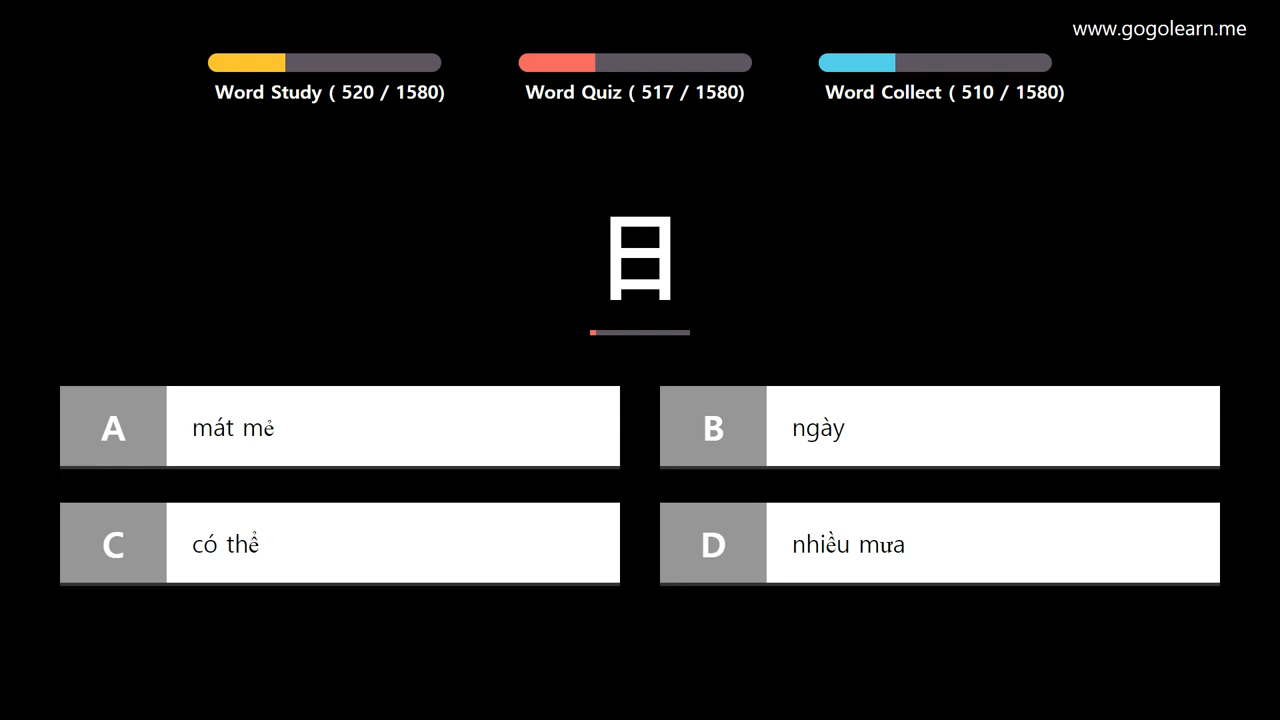 www.gogolearn.me
Word Study ( 520 / 1580)
Word Quiz ( 517 / 1580)
Word Collect ( 510 / 1580)
日
A mát mẻ
B ngày
C có thể
D nhiều mưa